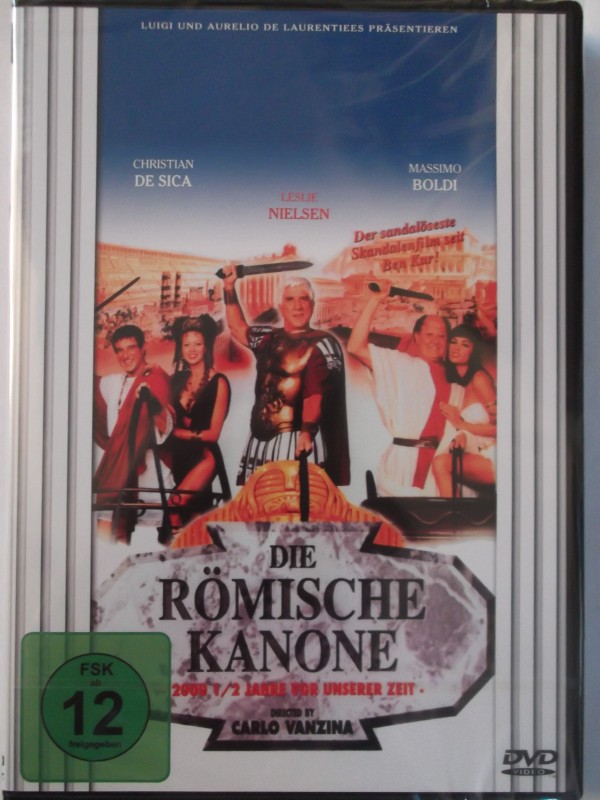 LUIGI UND AURELIO DE LAURENTIEES PRÄSENTIEREN
CHRISTIAN
DE SICA
LESLIE
NIELSEN
MASSIMO
BOLDI
Der sandalöseste
Skandalenfilm seit
Ben Hur!
DIE
RÖMISCHE
KANONE
2000 1/2 JAHRE VOR UNSERER ZEIT -
DIRECTED BY
CARLO VANZINA
FSK
ab
12
freigegeben
DVD
VIDEO